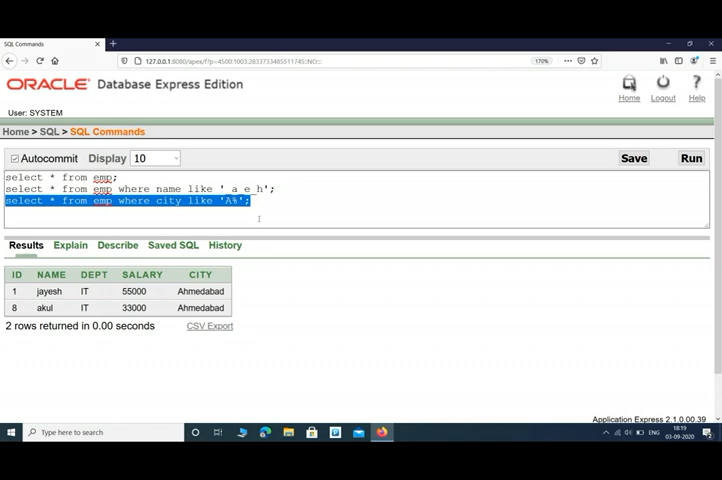 SQL Commands
127.0.0.1:8080/apex/f?p=4500:1003:2833733485511745::NO:::
170%
ORACLE Database Express Edition
Home Logout Help
User: SYSTEM
Home > SQL > SQL Commands
Autocommit Display 10 Save Run
select * from emp;
select * from emp where name like '_a_e_h';
select * from emp where city like 'A%';
Results Explain Describe Saved SQL History
ID NAME DEPT SALARY CITY
1 jayesh IT 55000 Ahmedabad
8 akul IT 33000 Ahmedabad
2 rows returned in 0.00 seconds CSV Export
Application Express 2.1.0.00.39
Type here to search
ENG
18:19
03-09-2020